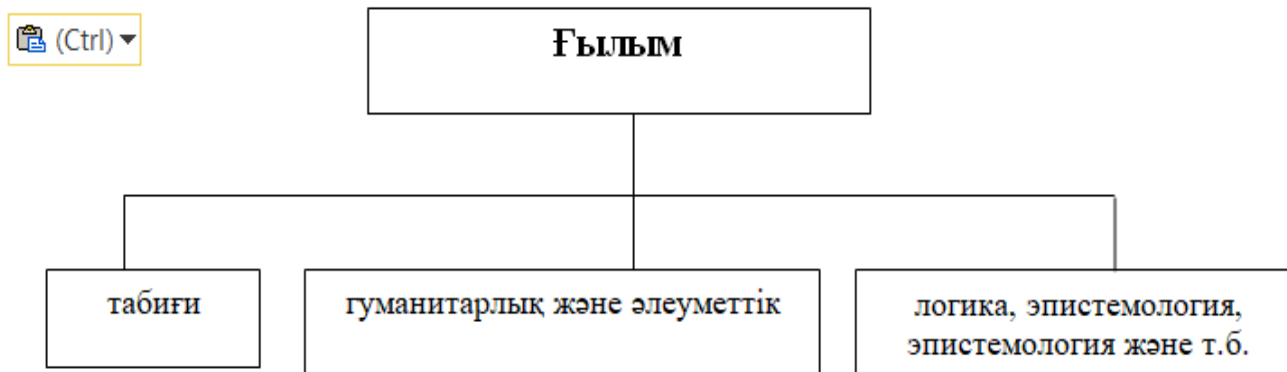 (Ctrl)
Ғылым
табиғи
гуманитарлық және әлеуметтік
логика, эпистемология,
эпистемология және т.б.